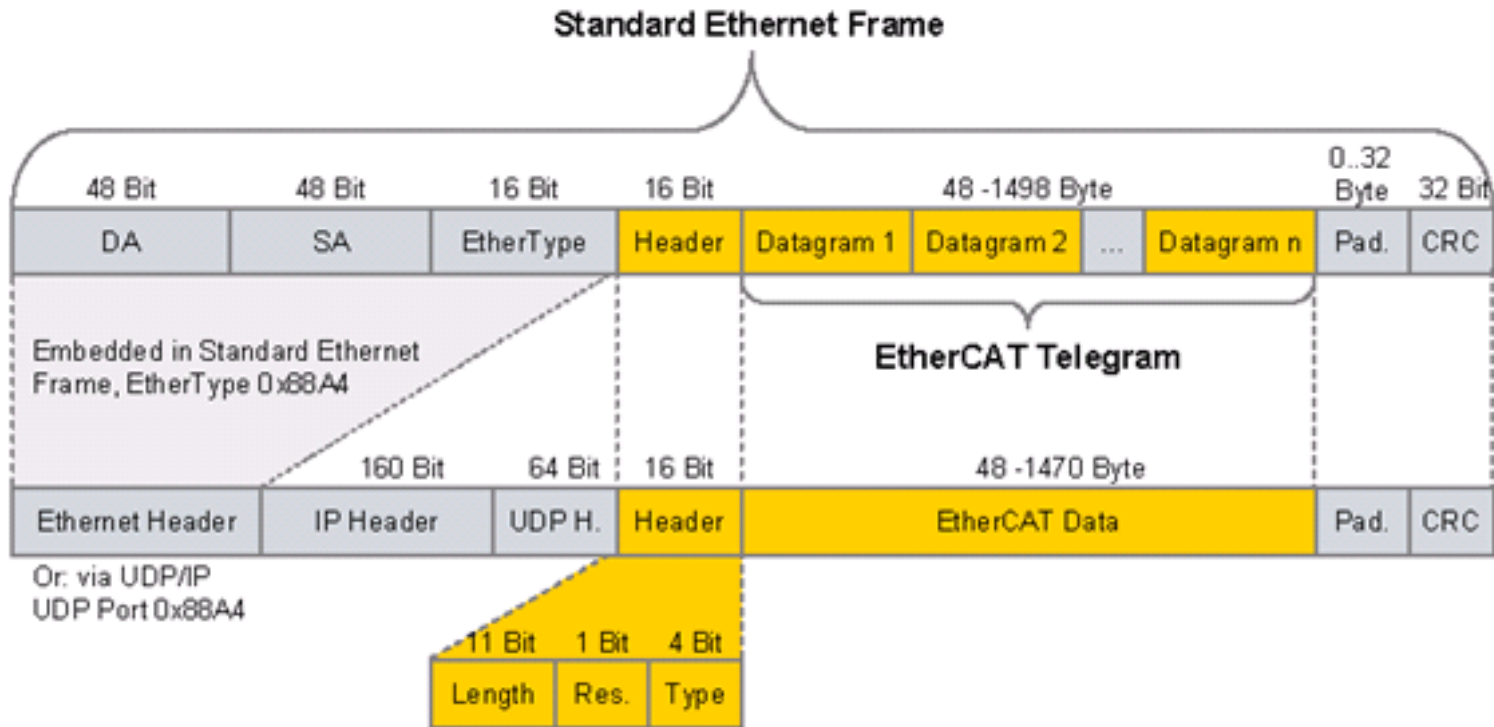 Standard Ethernet Frame
48 Bit 48 Bit 16 Bit 16 Bit 48 -1498 Byte 0..32 Byte 32 Bit
DA SA EtherType Header Datagram 1 Datagram 2 ... Datagram n Pad. CRC
Embedded in Standard Ethernet
Frame, EtherType 0x88A4
EtherCAT Telegram
160 Bit 64 Bit 16 Bit 48 -1470 Byte
Ethernet Header IP Header UDP H. Header EtherCAT Data Pad. CRC
Or: via UDP/IP
UDP Port 0x88A4
11 Bit 1 Bit 4 Bit
Length Res. Type